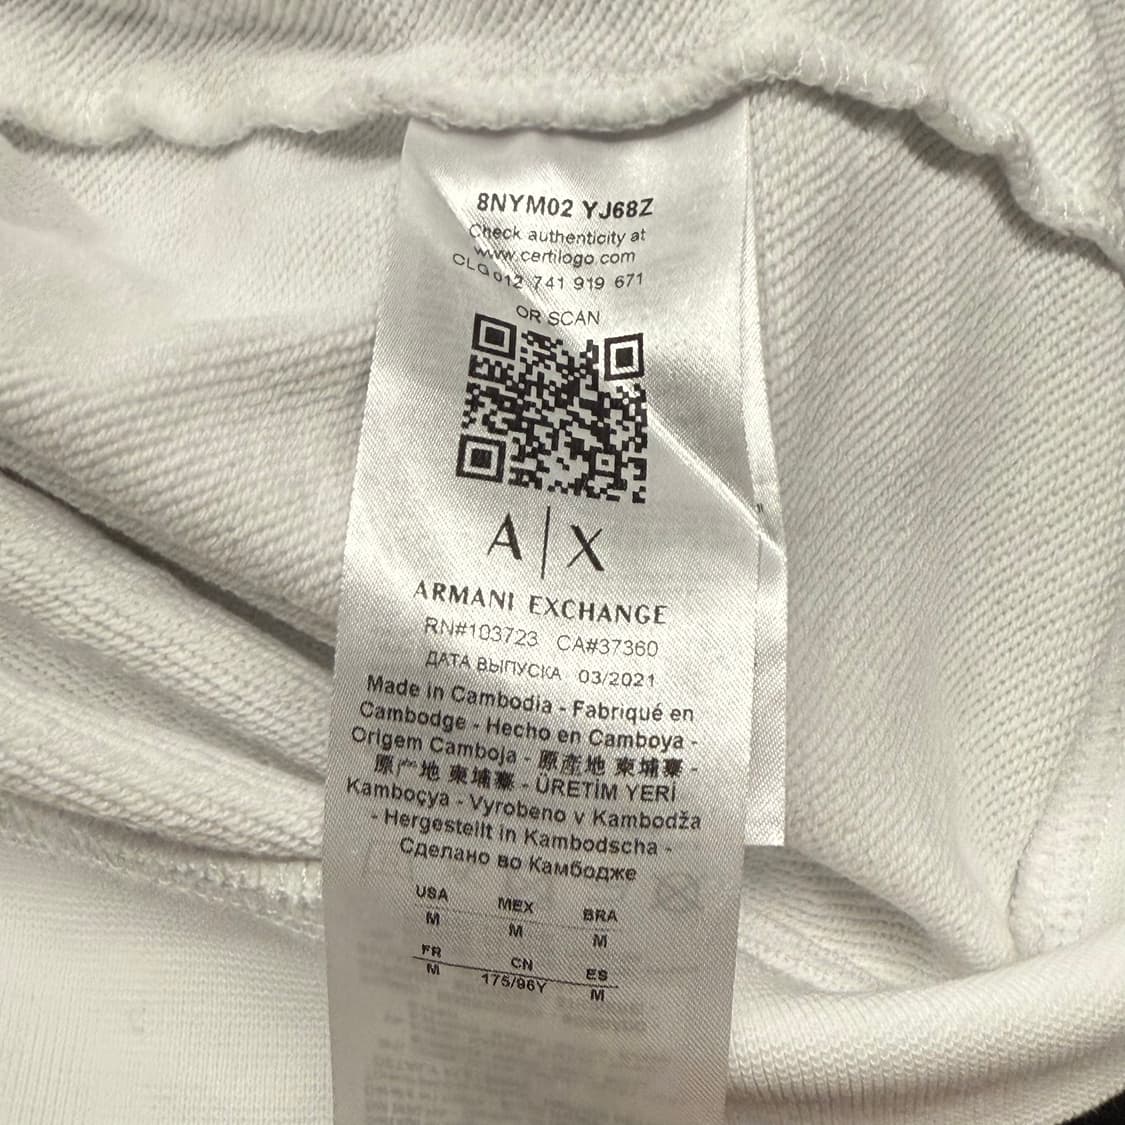 8NYM02 YJ68Z
Check authenticity at
www.certilogo.com
CLG 012 741 919 671
OR SCAN
A|X
ARMANI EXCHANGE
RN#103723 CA#37360
ДАТА ВЫПУСКА 03/2021
Made in Cambodia - Fabriqué en
Cambodge - Hecho en Camboya -
Origem Camboja - 原産地 柬埔寨 -
原产地 柬埔寨 - ÜRETİM YERİ
Kamboçya - Vyrobeno v Kambodža
- Hergestellt in Kambodscha -
Сделано во Камбодже
USA MEX BRA
M M M
FR CN ES
M 175/96Y M